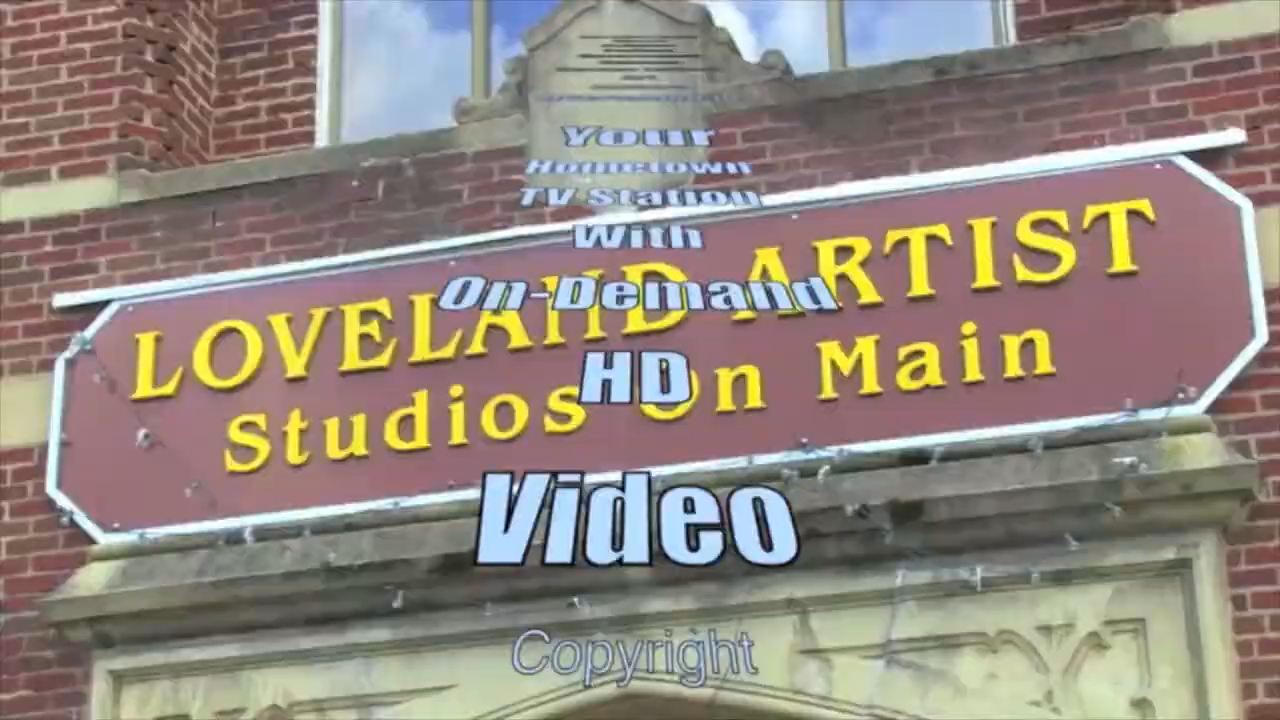 Your
Hometown
TV Station
With
On-Demand
HD
Video
LOVELAND ARTIST
Studios On Main
Copyright